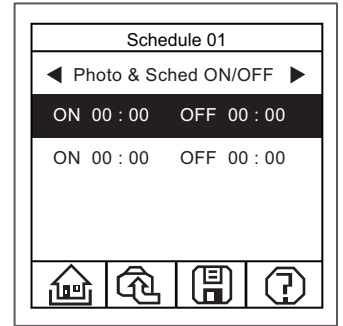 Schedule 01
◀ Photo & Sched ON/OFF ▶
ON 00 : 00 OFF 00 : 00
ON 00 : 00 OFF 00 : 00
?